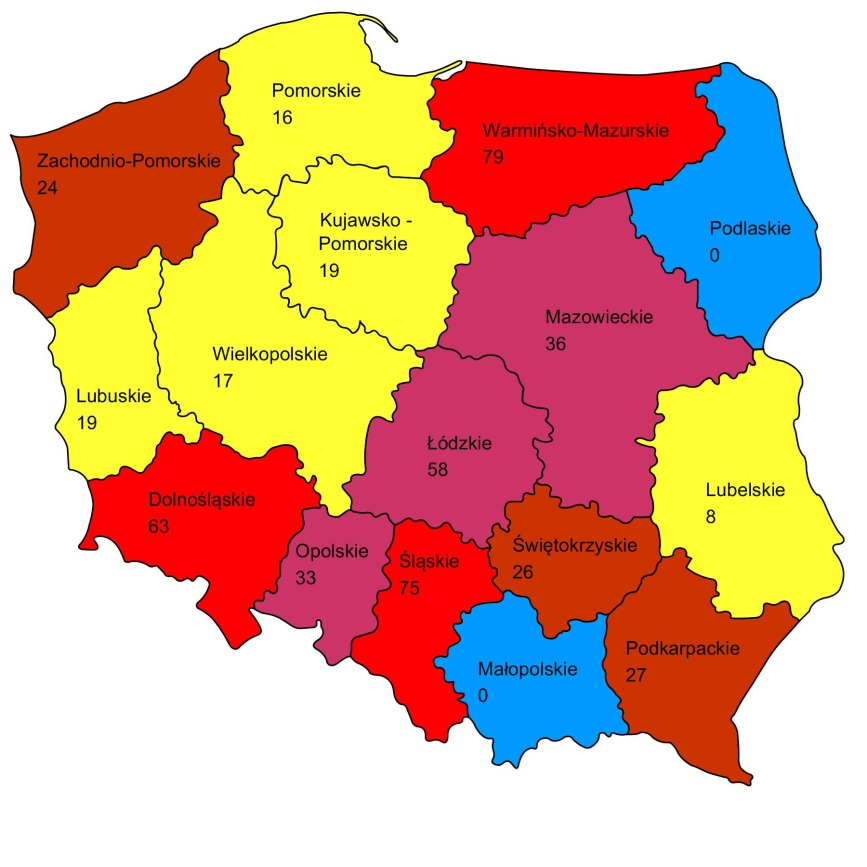 Pomorskie
16
Warmińsko-Mazurskie
79
Zachodnio-Pomorskie
24
Kujawsko -
Pomorskie
19
Podlaskie
0
Mazowieckie
36
Wielkopolskie
17
Lubuskie
19
Łódzkie
58
Lubelskie
8
Dolnośląskie
63
Opolskie
33
Śląskie
75
Świętokrzyskie
26
Małopolskie
0
Podkarpackie
27